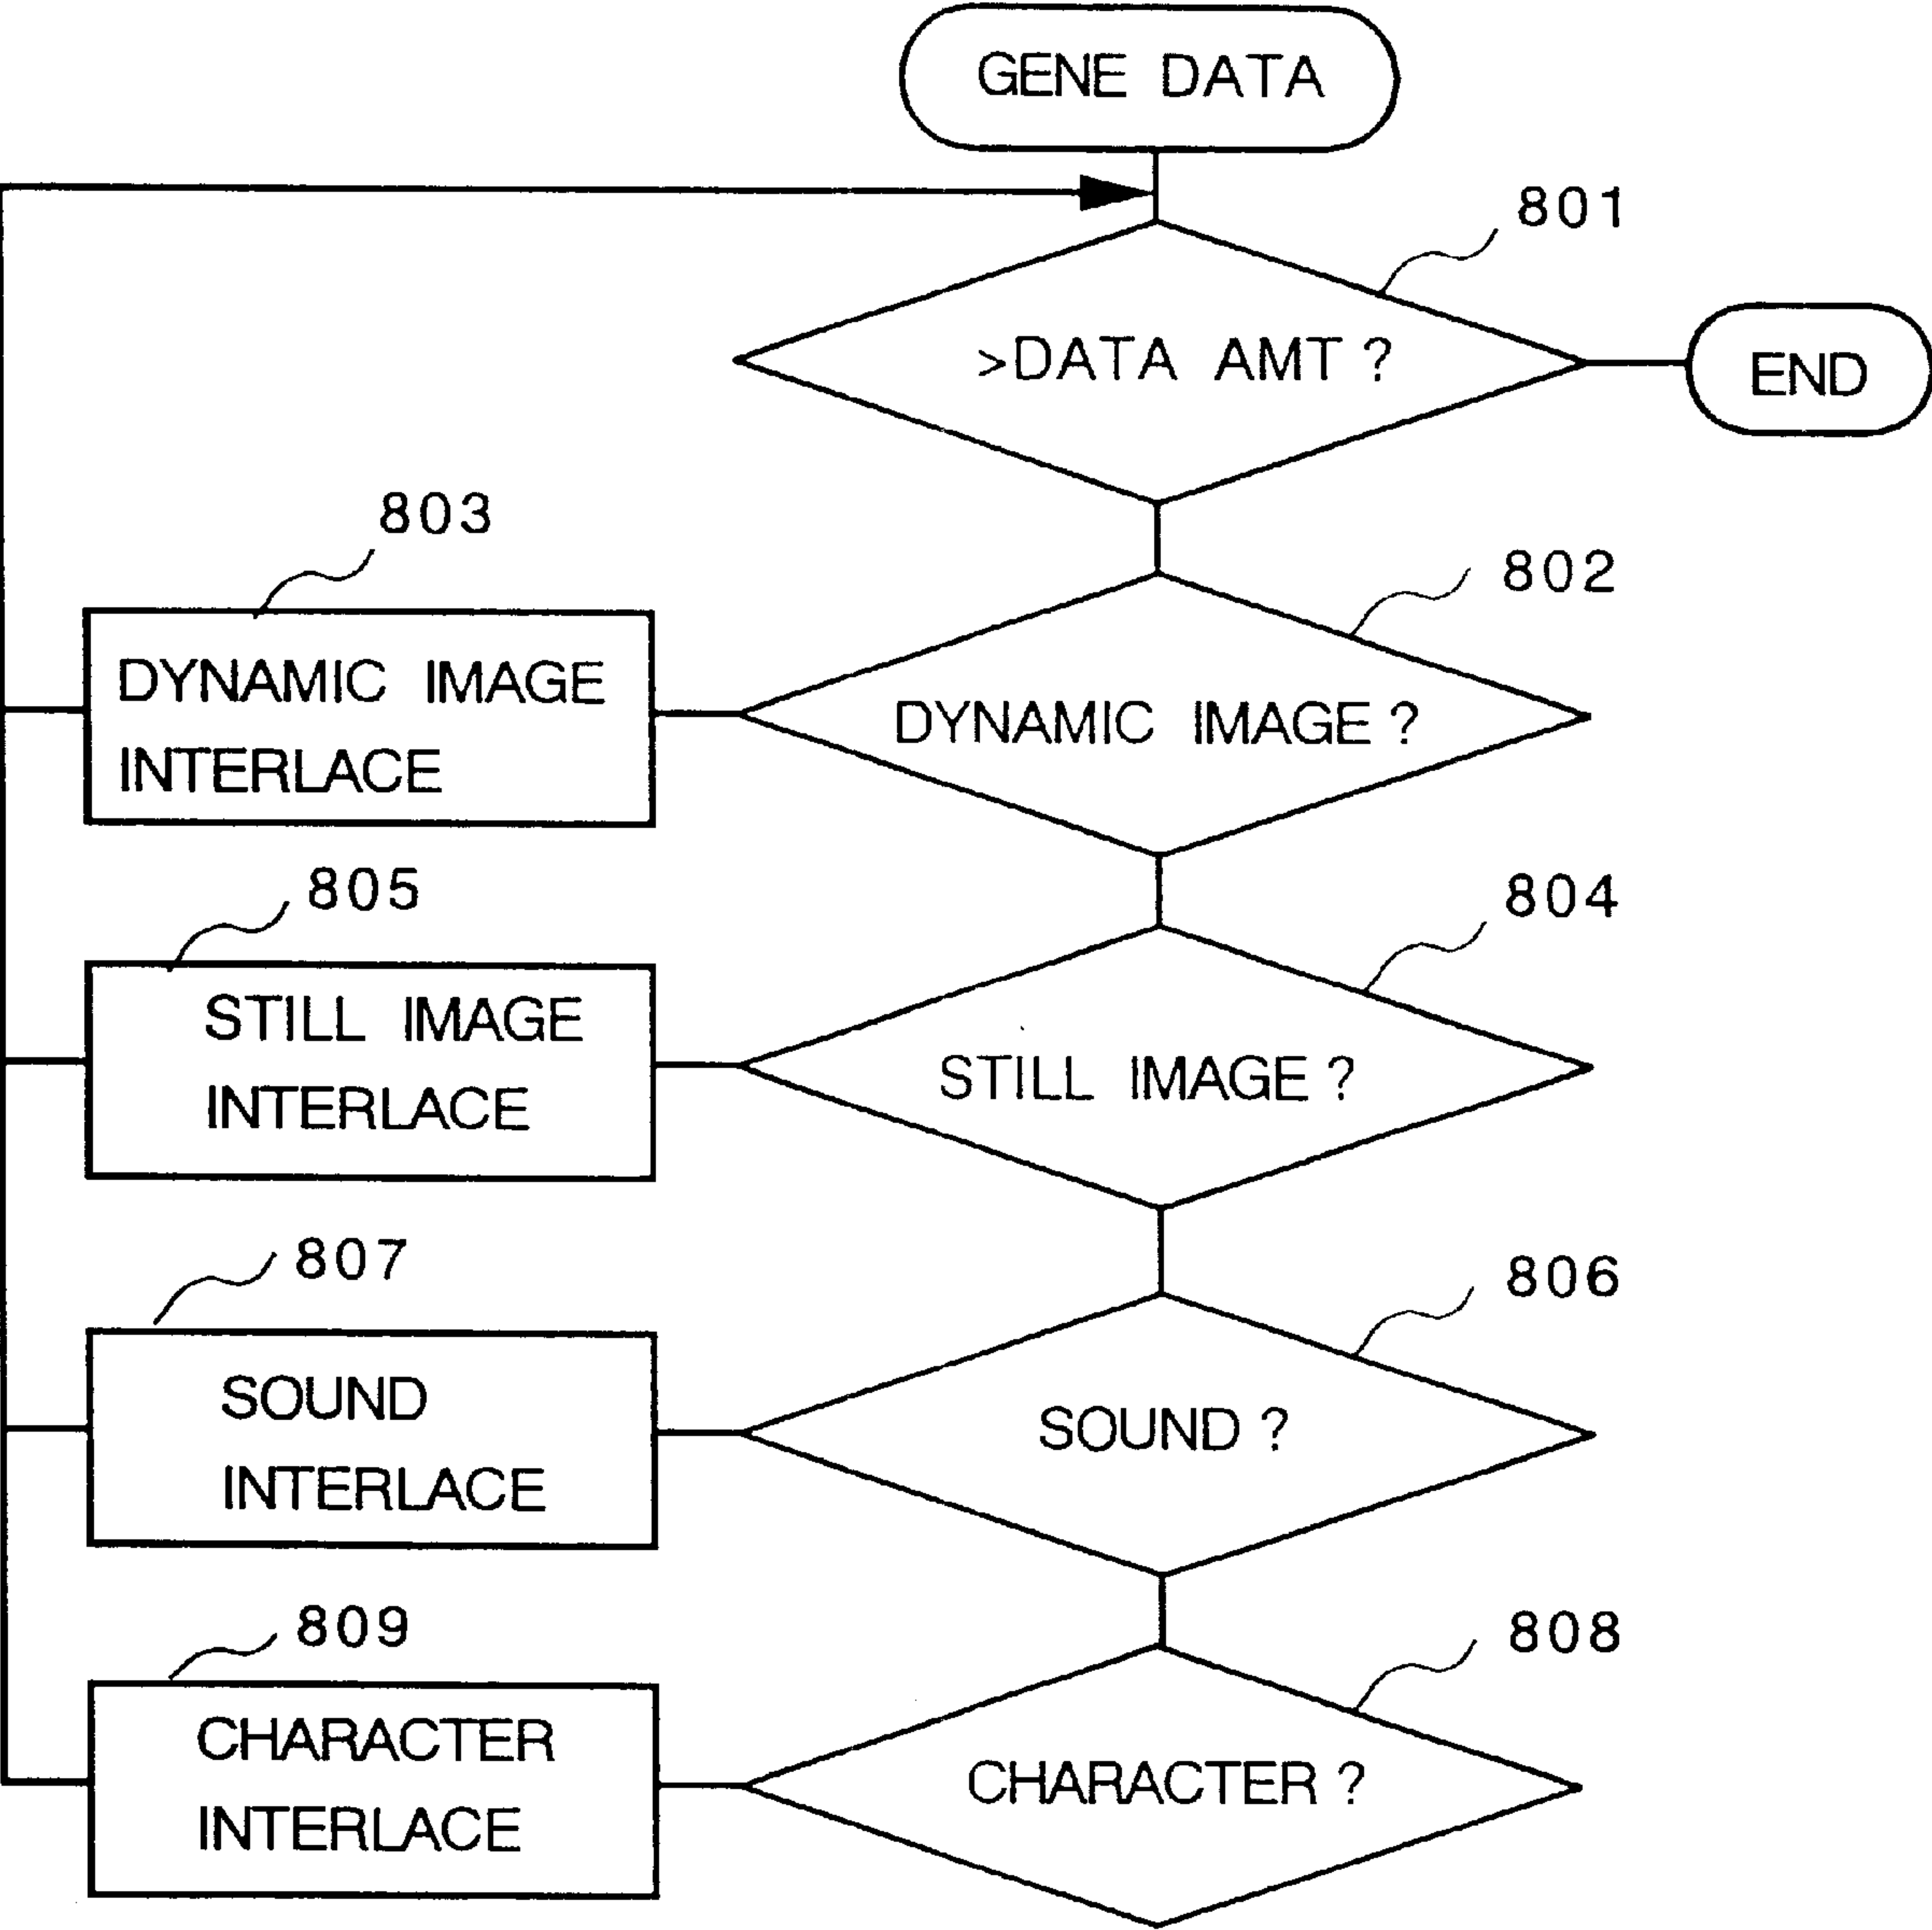 GENE DATA
801
>DATA AMT ?
END
803
802
DYNAMIC IMAGE
INTERLACE
DYNAMIC IMAGE ?
805
804
STILL IMAGE
INTERLACE
STILL IMAGE ?
807
806
SOUND
INTERLACE
SOUND ?
809
808
CHARACTER
INTERLACE
CHARACTER ?